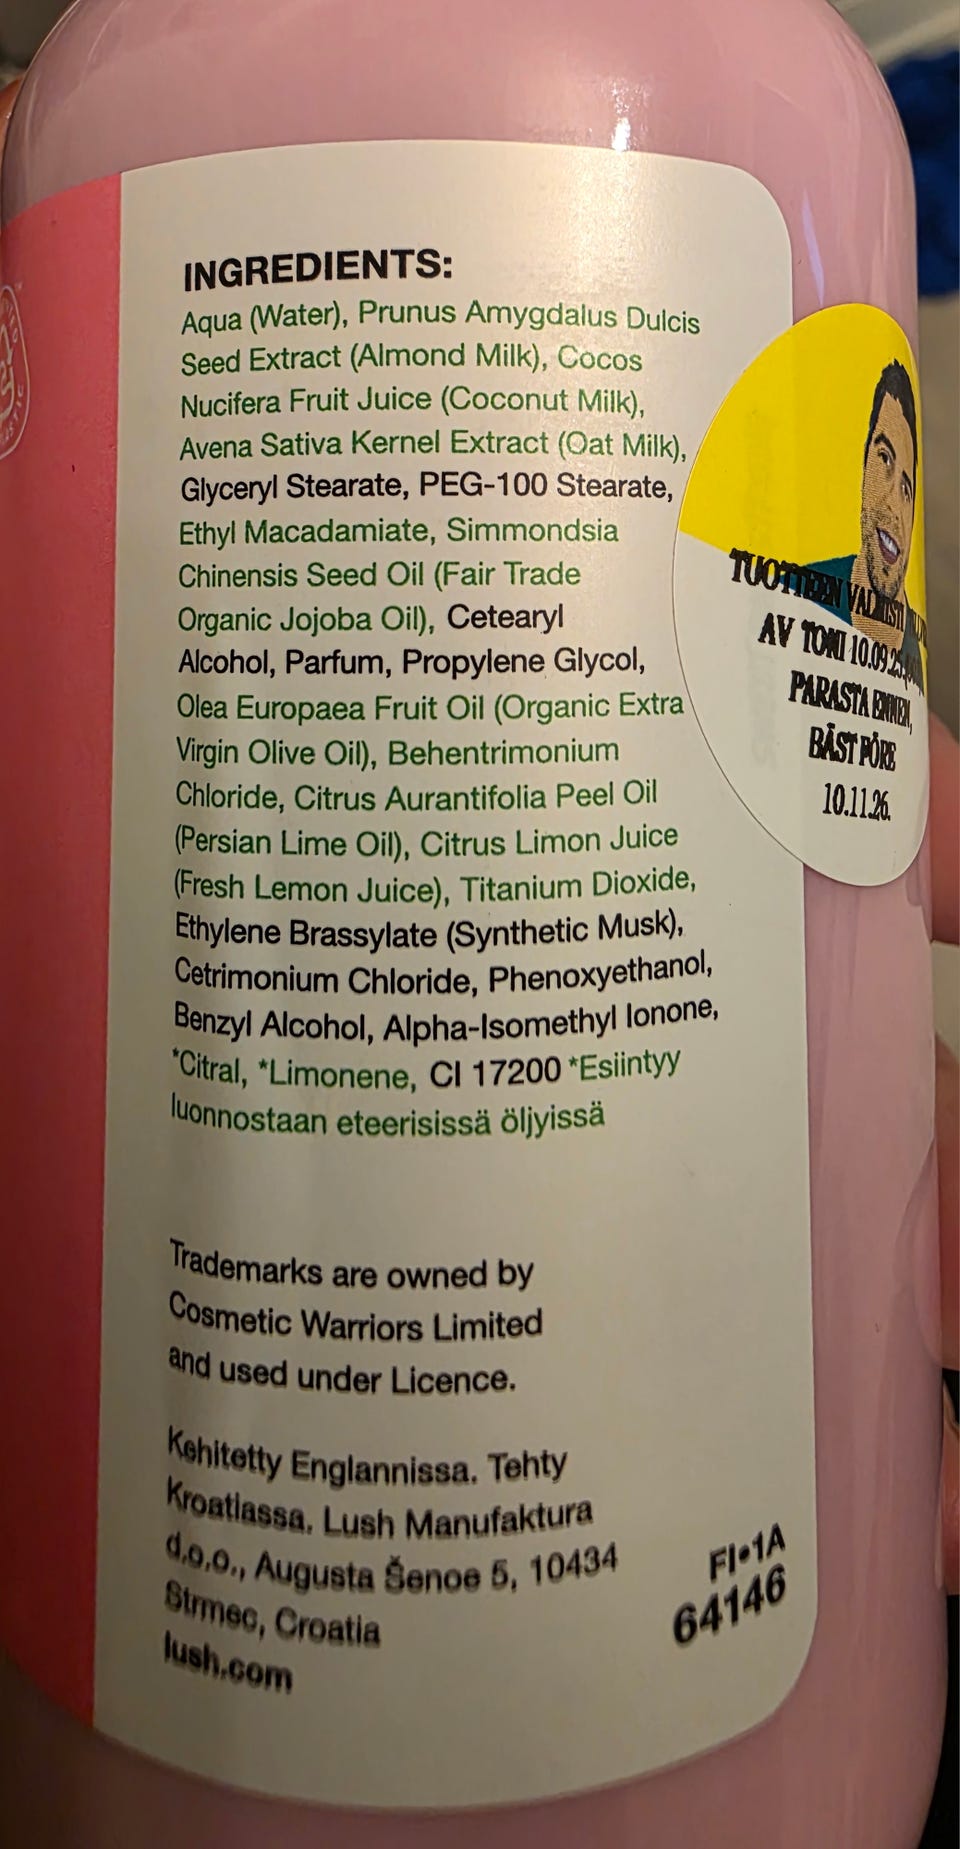 INGREDIENTS:
Aqua (Water), Prunus Amygdalus Dulcis
Seed Extract (Almond Milk), Cocos
Nucifera Fruit Juice (Coconut Milk),
Avena Sativa Kernel Extract (Oat Milk),
Glyceryl Stearate, PEG-100 Stearate,
Ethyl Macadamiate, Simmondsia
Chinensis Seed Oil (Fair Trade
Organic Jojoba Oil), Cetearyl
Alcohol, Parfum, Propylene Glycol,
Olea Europaea Fruit Oil (Organic Extra
Virgin Olive Oil), Behentrimonium
Chloride, Citrus Aurantifolia Peel Oil
(Persian Lime Oil), Citrus Limon Juice
(Fresh Lemon Juice), Titanium Dioxide,
Ethylene Brassylate (Synthetic Musk),
Cetrimonium Chloride, Phenoxyethanol,
Benzyl Alcohol, Alpha-Isomethyl Ionone,
*Citral, *Limonene, CI 17200 *Esiintyy
luonnostaan eteerisissä öljyissä
Trademarks are owned by
Cosmetic Warriors Limited
and used under Licence.
Kehitetty Englannissa. Tehty
Kroatiassa. Lush Manufaktura
d.o.o., Augusta Šenoe 5, 10434
Strmec, Croatia
lush.com
FI•1A
64146
TUOTTEEN
AV TONI 10.09.25
PARASTA ENNEN,
BÄST FÖRE
10.11.26.